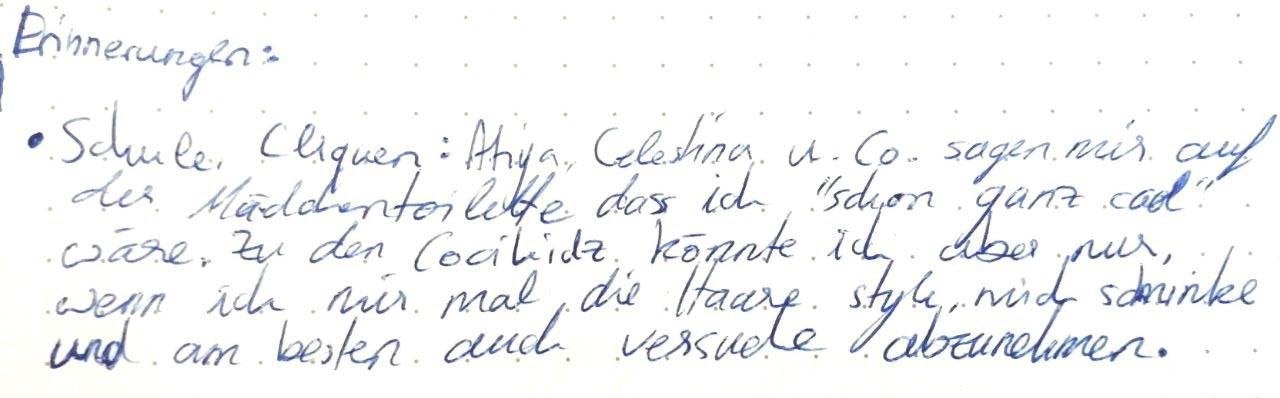 Erinnerungen:
• Schule, Cliquen: Atiya, Celestina u. Co. sagen mir auf
der Mädchentoilette dass ich "schon ganz cool"
wäre. Zu den Coolkidz könnte ich aber nur,
wenn ich mir mal die Haare style, mich schminke
und am besten auch versuche abzunehmen.